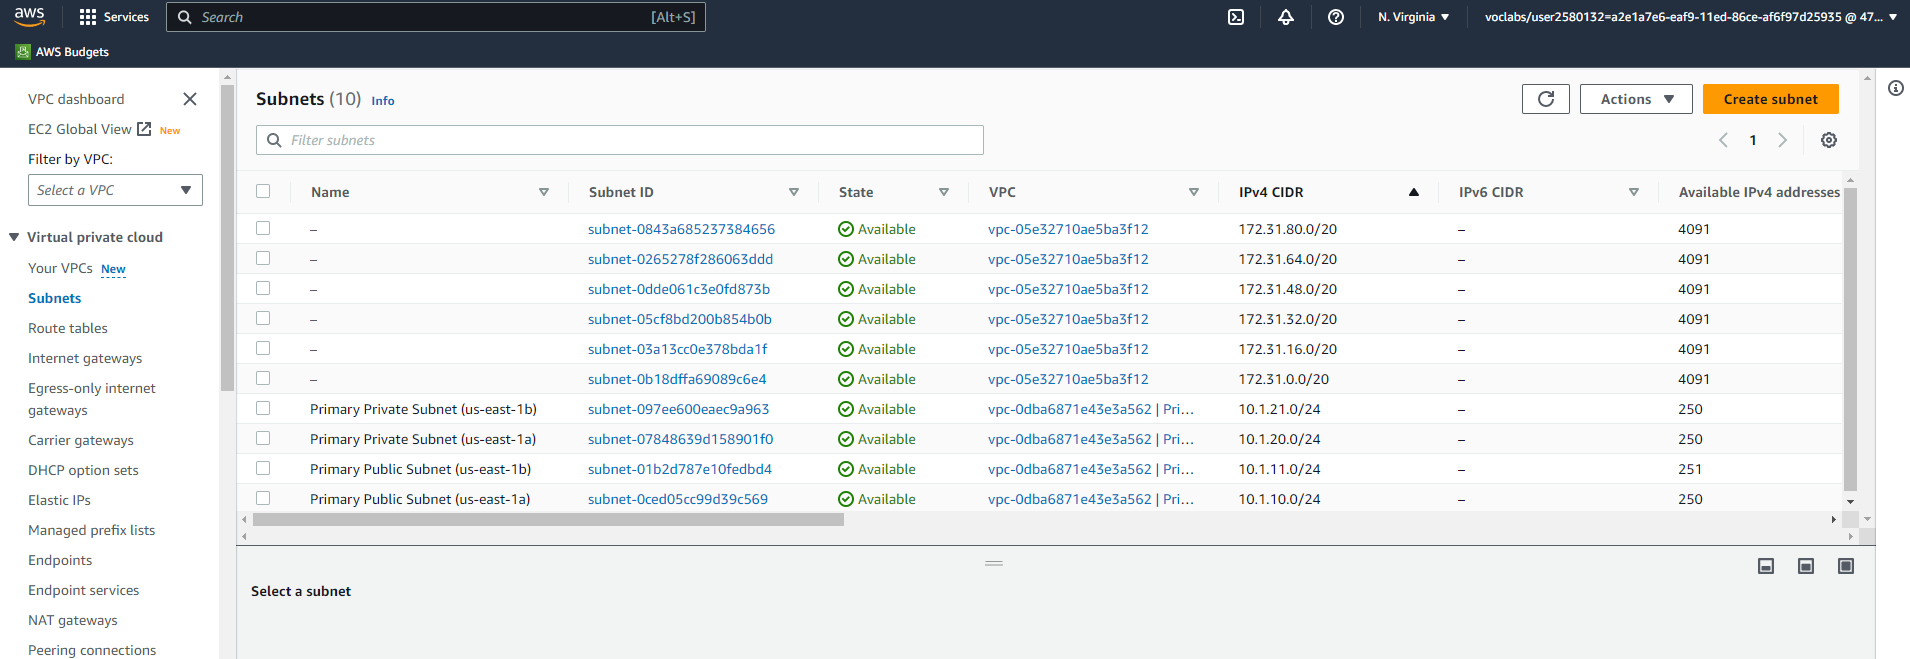 aws Services Search [Alt+S] N. Virginia voclabs/user2580132=a2e1a7e6-eaf9-11ed-86ce-af6f97d25935 @ 47...
AWS Budgets
VPC dashboard
EC2 Global View New
Filter by VPC:
Select a VPC
Virtual private cloud
Your VPCs New
Subnets
Route tables
Internet gateways
Egress-only internet
gateways
Carrier gateways
DHCP option sets
Elastic IPs
Managed prefix lists
Endpoints
Endpoint services
NAT gateways
Peering connections
Subnets (10) Info
Actions
Create subnet
Filter subnets
1
Name Subnet ID State VPC IPv4 CIDR IPv6 CIDR Available IPv4 addresses
– subnet-0843a685237384656 Available vpc-05e32710ae5ba3f12 172.31.80.0/20 – 4091
– subnet-0265278f286063ddd Available vpc-05e32710ae5ba3f12 172.31.64.0/20 – 4091
– subnet-0dde061c3e0fd873b Available vpc-05e32710ae5ba3f12 172.31.48.0/20 – 4091
– subnet-05cf8bd200b854b0b Available vpc-05e32710ae5ba3f12 172.31.32.0/20 – 4091
– subnet-03a13cc0e378bda1f Available vpc-05e32710ae5ba3f12 172.31.16.0/20 – 4091
– subnet-0b18dffa69089c6e4 Available vpc-05e32710ae5ba3f12 172.31.0.0/20 – 4091
Primary Private Subnet (us-east-1b) subnet-097ee600eaec9a963 Available vpc-0dba6871e43e3a562 | Pri... 10.1.21.0/24 – 250
Primary Private Subnet (us-east-1a) subnet-07848639d158901f0 Available vpc-0dba6871e43e3a562 | Pri... 10.1.20.0/24 – 250
Primary Public Subnet (us-east-1b) subnet-01b2d787e10fedbd4 Available vpc-0dba6871e43e3a562 | Pri... 10.1.11.0/24 – 251
Primary Public Subnet (us-east-1a) subnet-0ced05cc99d39c569 Available vpc-0dba6871e43e3a562 | Pri... 10.1.10.0/24 – 250
Select a subnet